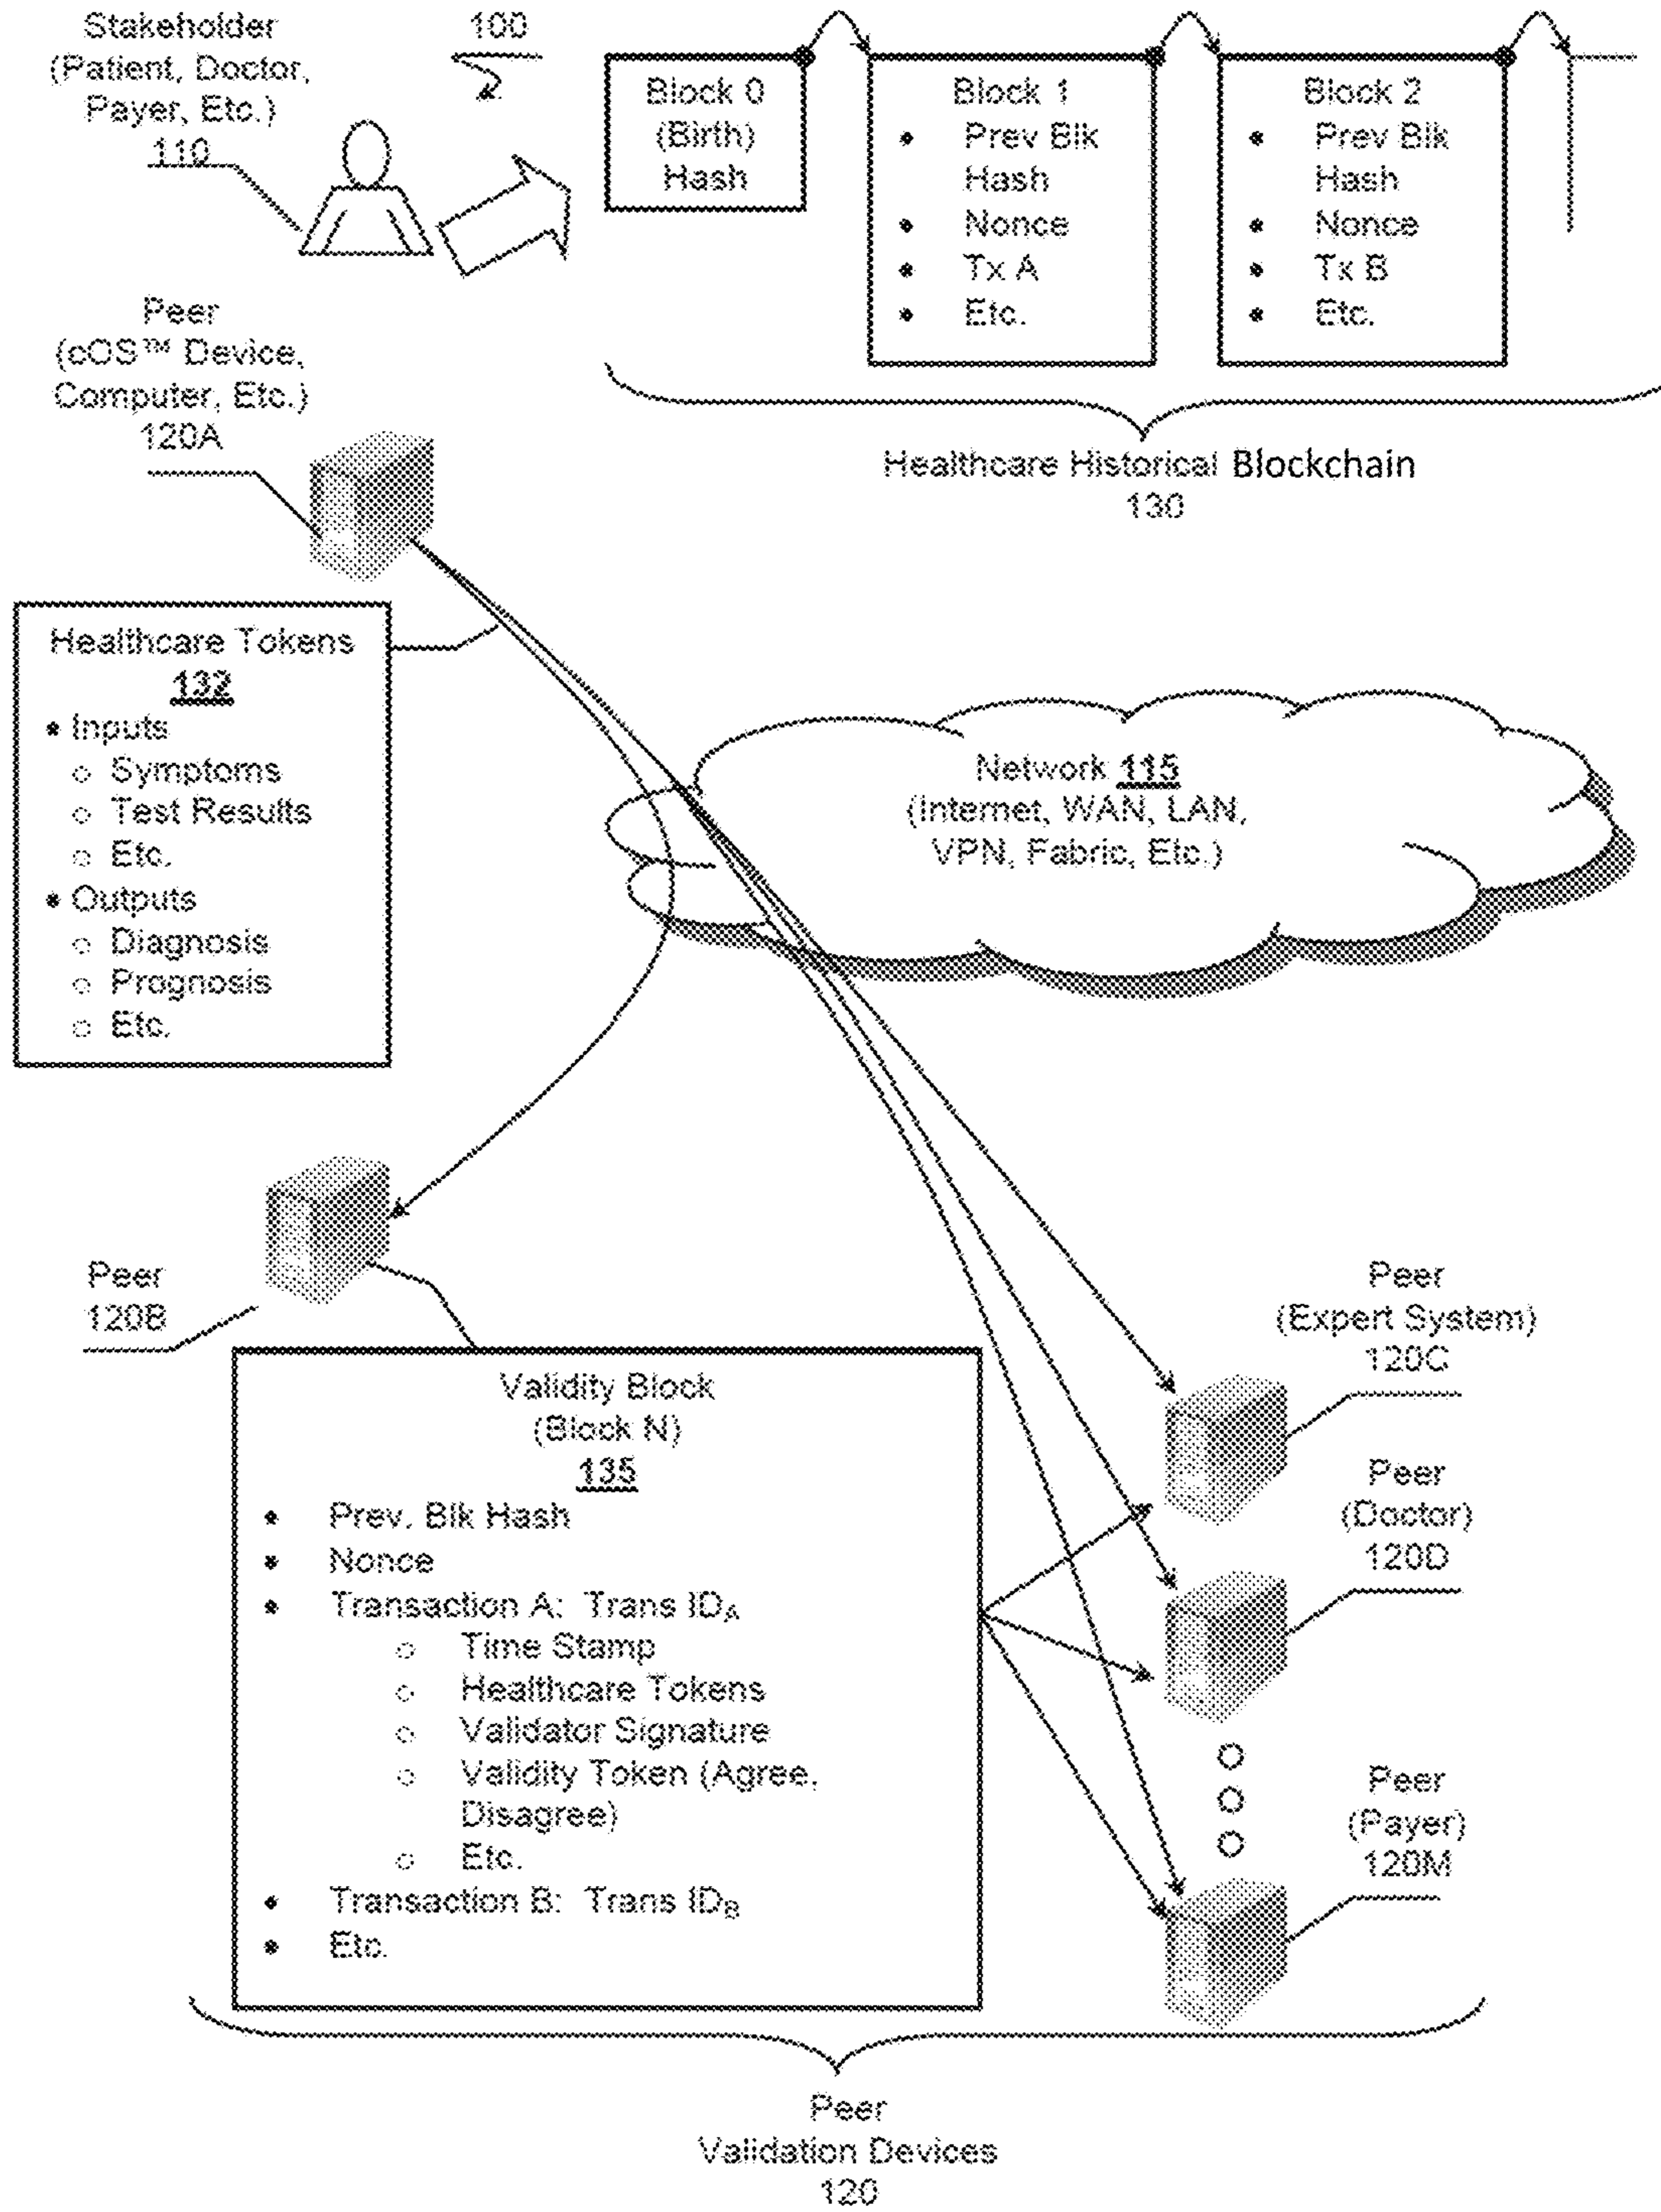 Stakeholder
(Patient, Doctor,
Payer, Etc.)
110
100
Block 0
(Birth)
Hash
Block 1
• Prev Blk
Hash
• Nonce
• Tx A
• Etc.
Block 2
• Prev Blk
Hash
• Nonce
• Tx B
• Etc.
Healthcare Historical Blockchain
130
Peer
(cOS™ Device,
Computer, Etc.)
120A
Healthcare Tokens
132
• Inputs
○ Symptoms
○ Test Results
○ Etc.
• Outputs
○ Diagnosis
○ Prognosis
○ Etc.
Network 115
(Internet, WAN, LAN,
VPN, Fabric, Etc.)
Peer
120B
Validity Block
(Block N)
135
• Prev. Blk Hash
• Nonce
• Transaction A: Trans IDA
○ Time Stamp
○ Healthcare Tokens
○ Validator Signature
○ Validity Token (Agree,
Disagree)
○ Etc.
• Transaction B: Trans IDB
• Etc.
Peer
(Expert System)
120C
Peer
(Doctor)
120D
Peer
(Payer)
120M
Peer
Validation Devices
120